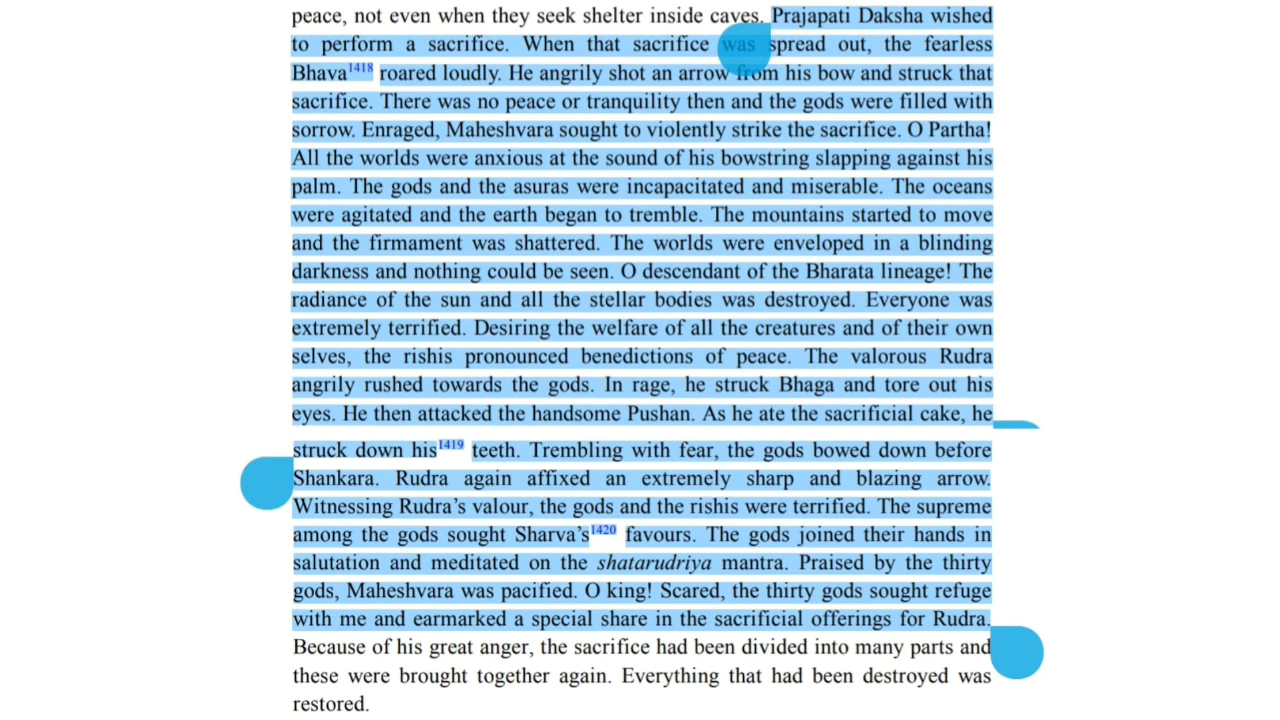 peace, not even when they seek shelter inside caves. Prajapati Daksha wished
to perform a sacrifice. When that sacrifice was spread out, the fearless
Bhava1418 roared loudly. He angrily shot an arrow from his bow and struck that
sacrifice. There was no peace or tranquility then and the gods were filled with
sorrow. Enraged, Maheshvara sought to violently strike the sacrifice. O Partha!
All the worlds were anxious at the sound of his bowstring slapping against his
palm. The gods and the asuras were incapacitated and miserable. The oceans
were agitated and the earth began to tremble. The mountains started to move
and the firmament was shattered. The worlds were enveloped in a blinding
darkness and nothing could be seen. O descendant of the Bharata lineage! The
radiance of the sun and all the stellar bodies was destroyed. Everyone was
extremely terrified. Desiring the welfare of all the creatures and of their own
selves, the rishis pronounced benedictions of peace. The valorous Rudra
angrily rushed towards the gods. In rage, he struck Bhaga and tore out his
eyes. He then attacked the handsome Pushan. As he ate the sacrificial cake, he
struck down his1419 teeth. Trembling with fear, the gods bowed down before
Shankara. Rudra again affixed an extremely sharp and blazing arrow.
Witnessing Rudra's valour, the gods and the rishis were terrified. The supreme
among the gods sought Sharva's1420 favours. The gods joined their hands in
salutation and meditated on the shatarudriya mantra. Praised by the thirty
gods, Maheshvara was pacified. O king! Scared, the thirty gods sought refuge
with me and earmarked a special share in the sacrificial offerings for Rudra.
Because of his great anger, the sacrifice had been divided into many parts and
these were brought together again. Everything that had been destroyed was
restored.